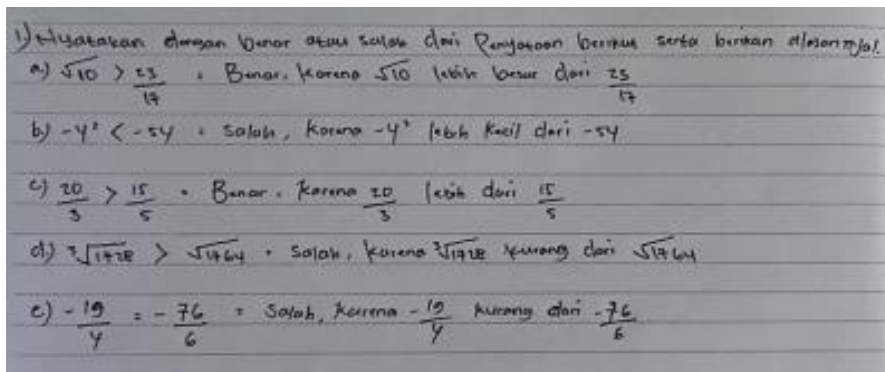 1) Nyatakan dengan benar atau salah dari Pernyataan berikut serta berikan alasannya!
a) √10 > 23/17 = Benar, Karena √10 lebih besar dari 23/17
b) -4² < -54 = Salah, Karena -4² lebih Kecil dari -54
c) 20/3 > 15/5 = Benar, Karena 20/3 lebih dari 15/5
d) ³√1728 > √1764 = Salah, Karena ³√1728 kurang dari √1764
e) -19/4 = -76/6 = Salah, Karena -19/4 kurang dari -76/6